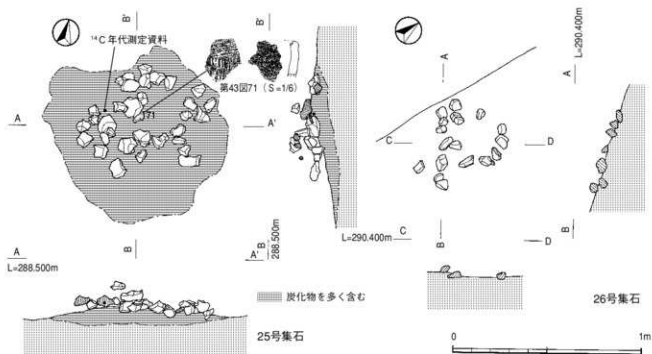 B'
B'
¹⁴C年代測定資料
第43図71（S=1/6）
71
A
A'
B
B
288.500m
A
A'
L=288.500m
炭化物を多く含む
25号集石
L=290.400m
A
A
C
D
B
B
C
D
L=290.400m
26号集石
0
1m